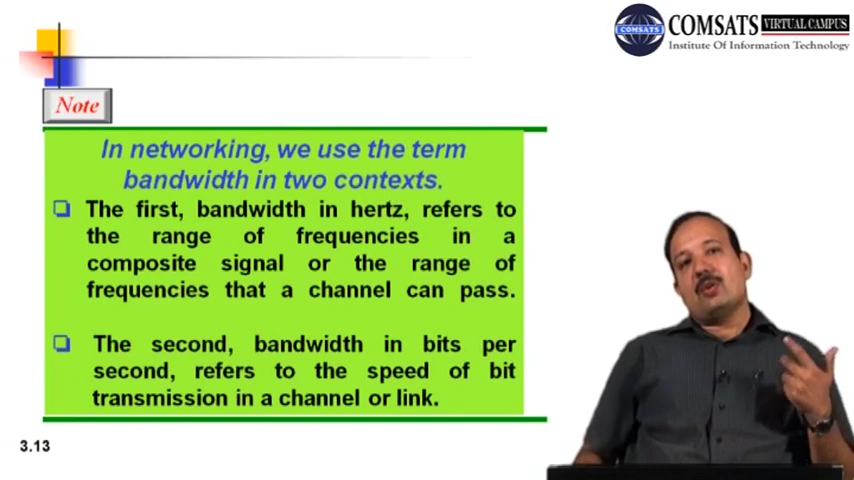 COMSATS
COMSATS VIRTUAL CAMPUS
Institute Of Information Technology
Note
In networking, we use the term
bandwidth in two contexts.
The first, bandwidth in hertz, refers to
the range of frequencies in a
composite signal or the range of
frequencies that a channel can pass.
The second, bandwidth in bits per
second, refers to the speed of bit
transmission in a channel or link.
3.13